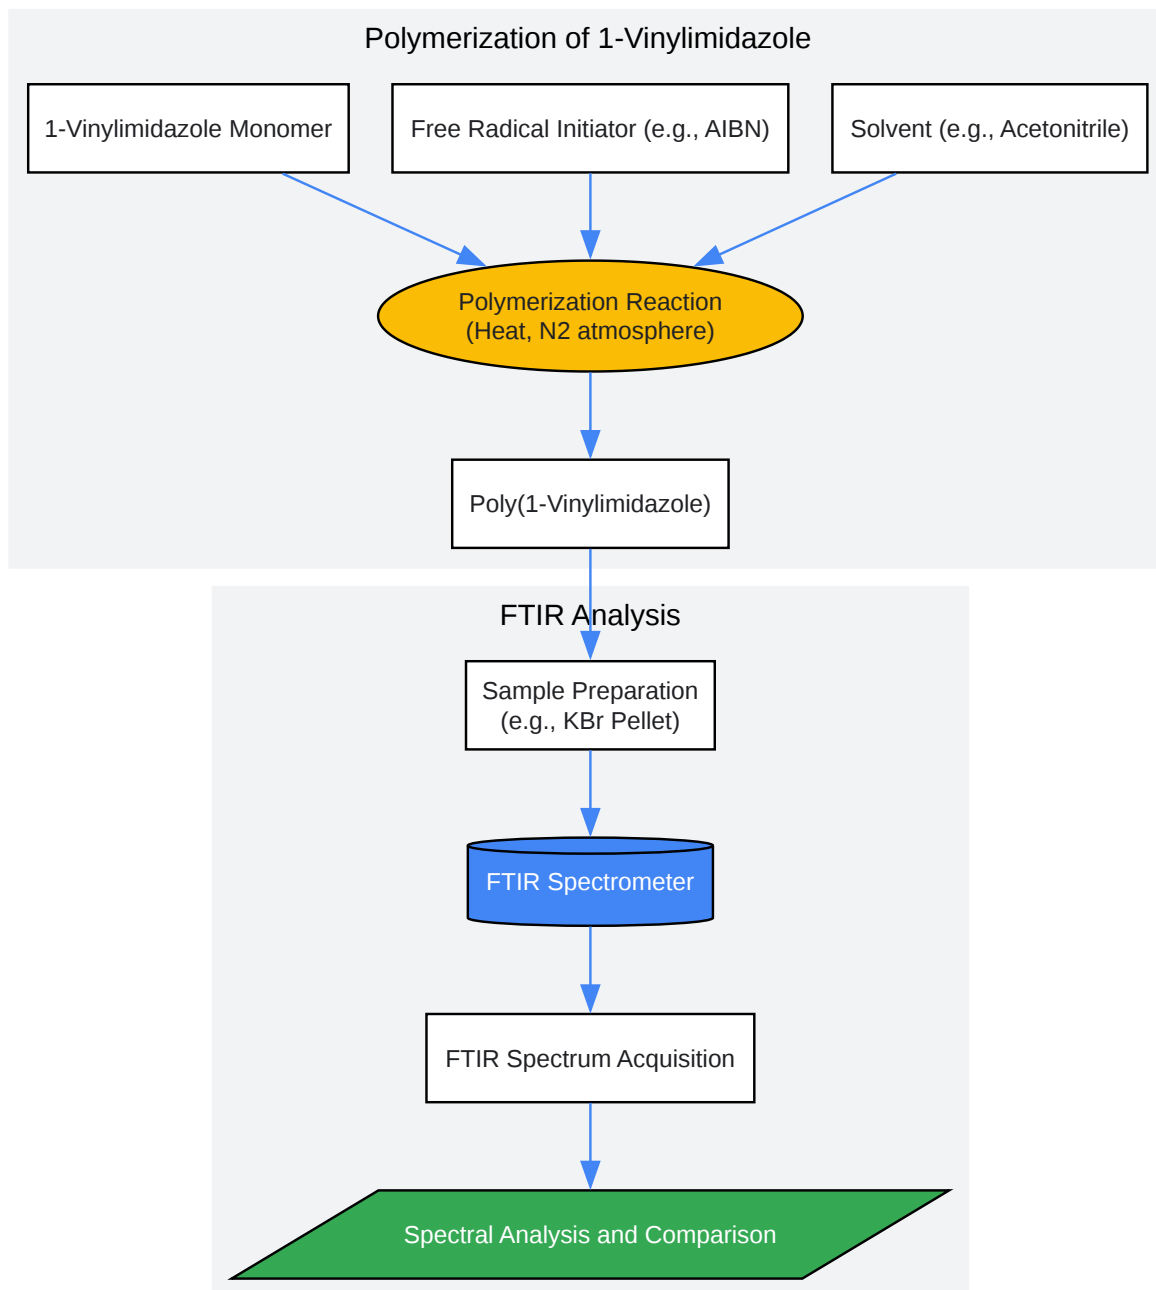 Polymerization of 1-Vinylimidazole
1-Vinylimidazole Monomer
Free Radical Initiator (e.g., AIBN)
Solvent (e.g., Acetonitrile)
Polymerization Reaction
(Heat, N2 atmosphere)
Poly(1-Vinylimidazole)
FTIR Analysis
Sample Preparation
(e.g., KBr Pellet)
FTIR Spectrometer
FTIR Spectrum Acquisition
Spectral Analysis and Comparison